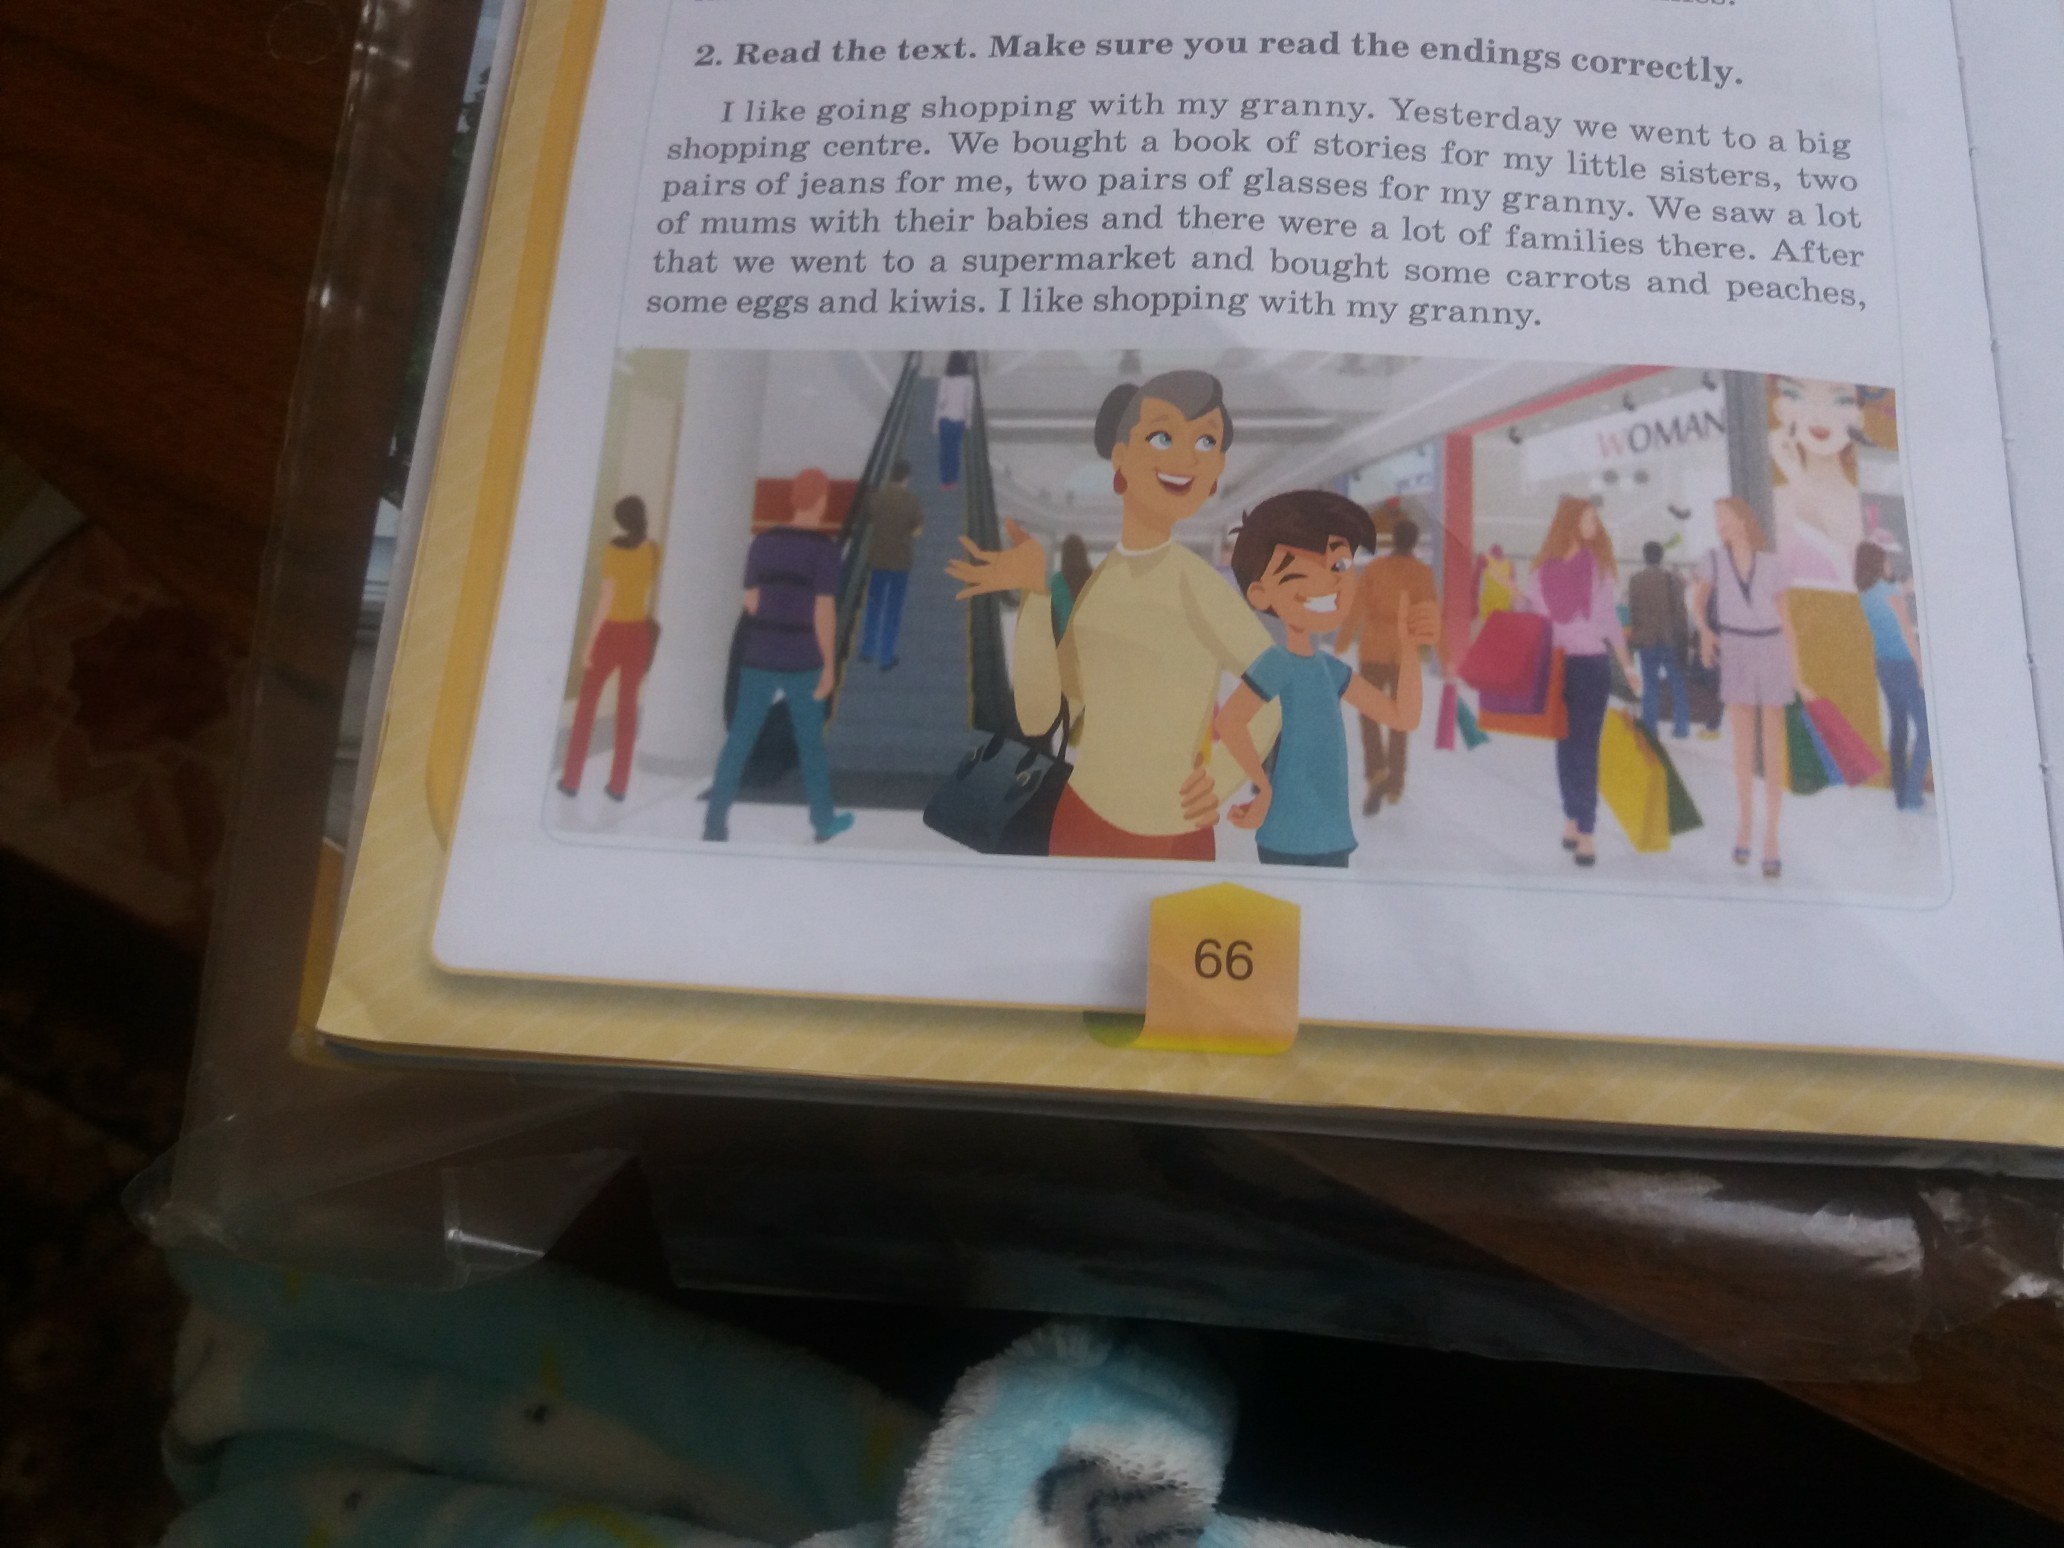 2. Read the text. Make sure you read the endings correctly.
I like going shopping with my granny. Yesterday we went to a big
shopping centre. We bought a book of stories for my little sisters, two
pairs of jeans for me, two pairs of glasses for my granny. We saw a lot
of mums with their babies and there were a lot of families there. After
that we went to a supermarket and bought some carrots and peaches,
some eggs and kiwis. I like shopping with my granny.
WOMAN
66